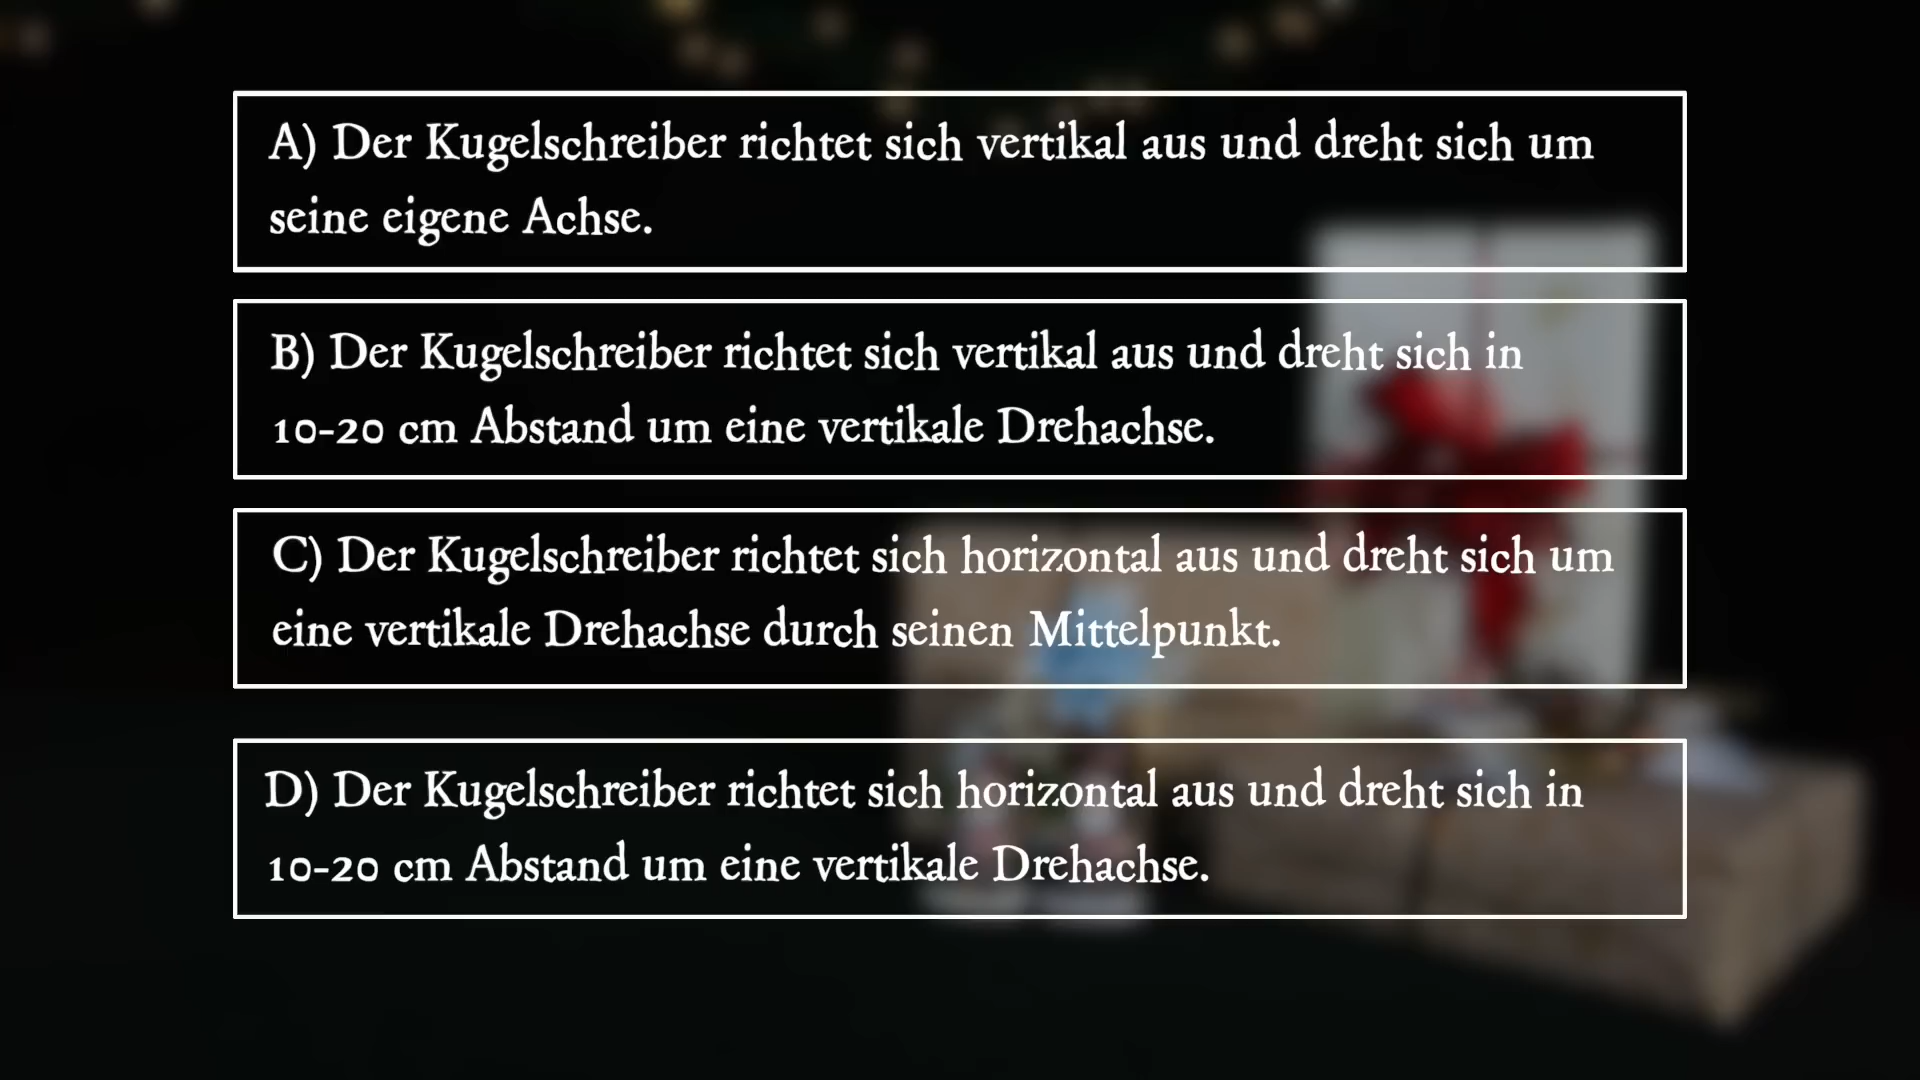 A) Der Kugelschreiber richtet sich vertikal aus und dreht sich um
seine eigene Achse.
B) Der Kugelschreiber richtet sich vertikal aus und dreht sich in
10-20 cm Abstand um eine vertikale Drehachse.
C) Der Kugelschreiber richtet sich horizontal aus und dreht sich um
eine vertikale Drehachse durch seinen Mittelpunkt.
D) Der Kugelschreiber richtet sich horizontal aus und dreht sich in
10-20 cm Abstand um eine vertikale Drehachse.